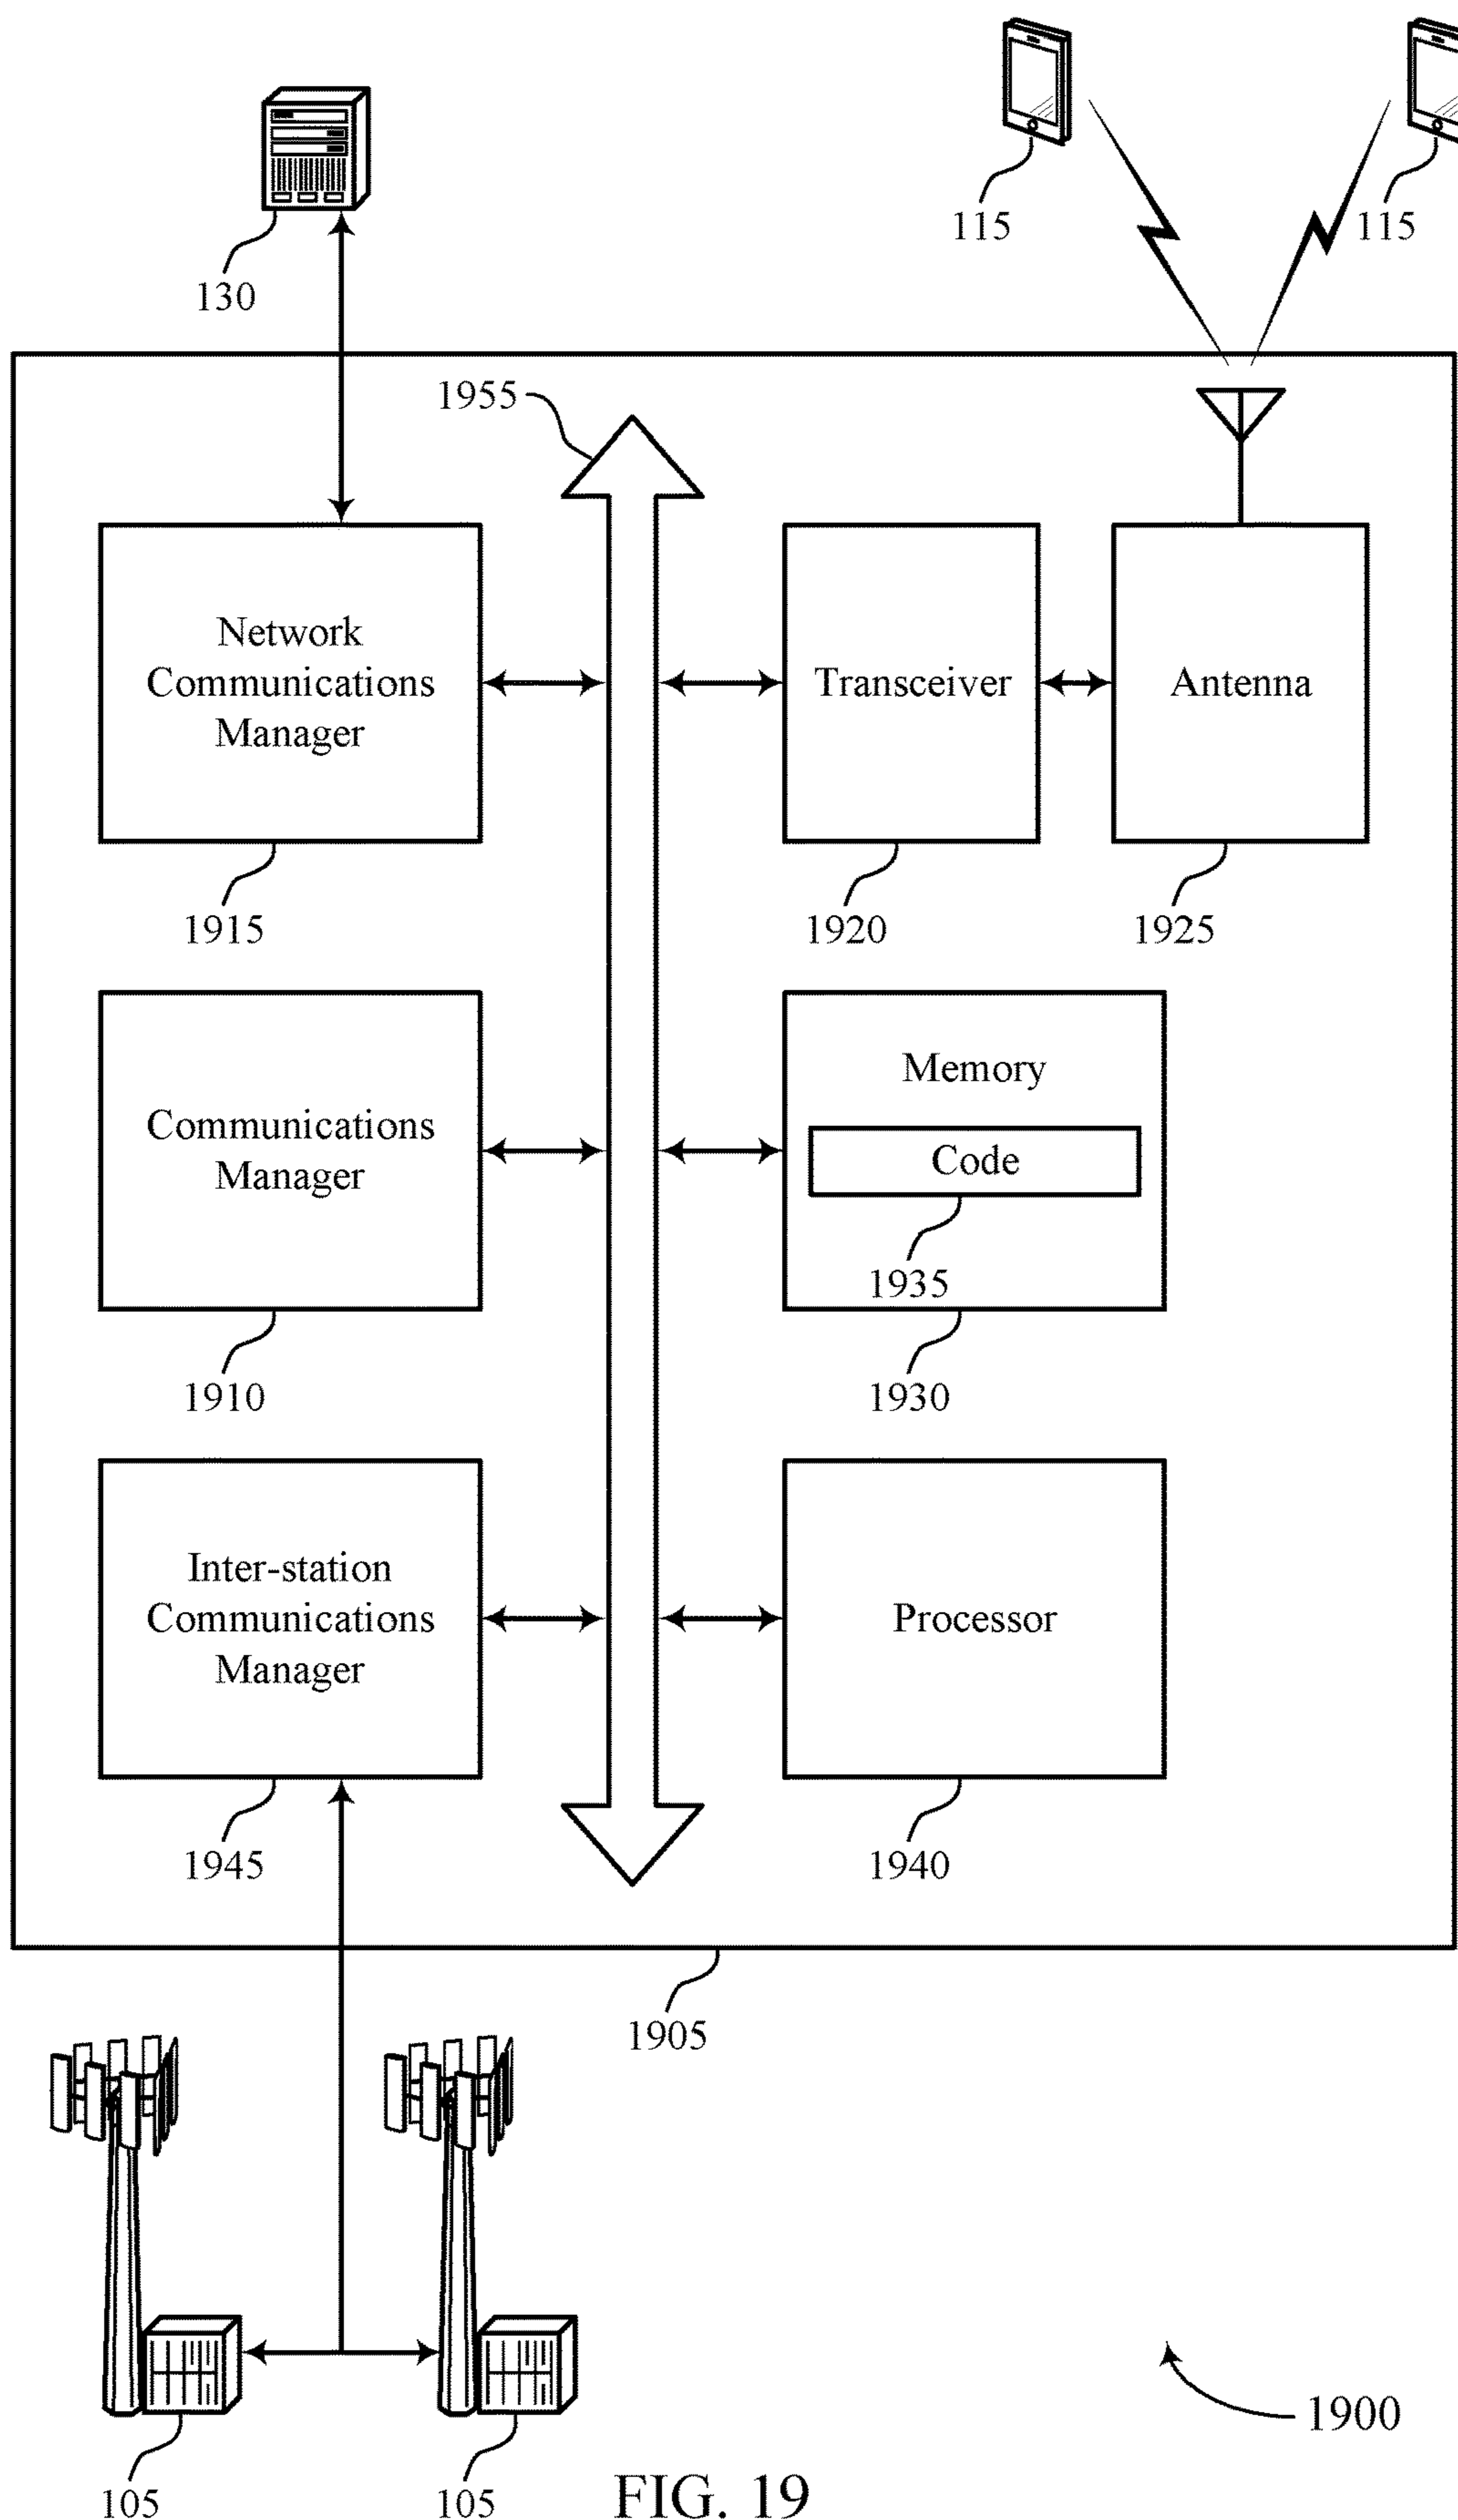 115
115
130
1955
Network
Communications
Manager
Transceiver
Antenna
1915
1920
1925
Communications
Manager
Memory
Code
1935
1910
1930
Inter-station
Communications
Manager
Processor
1945
1940
1905
1900
105
105
FIG. 19